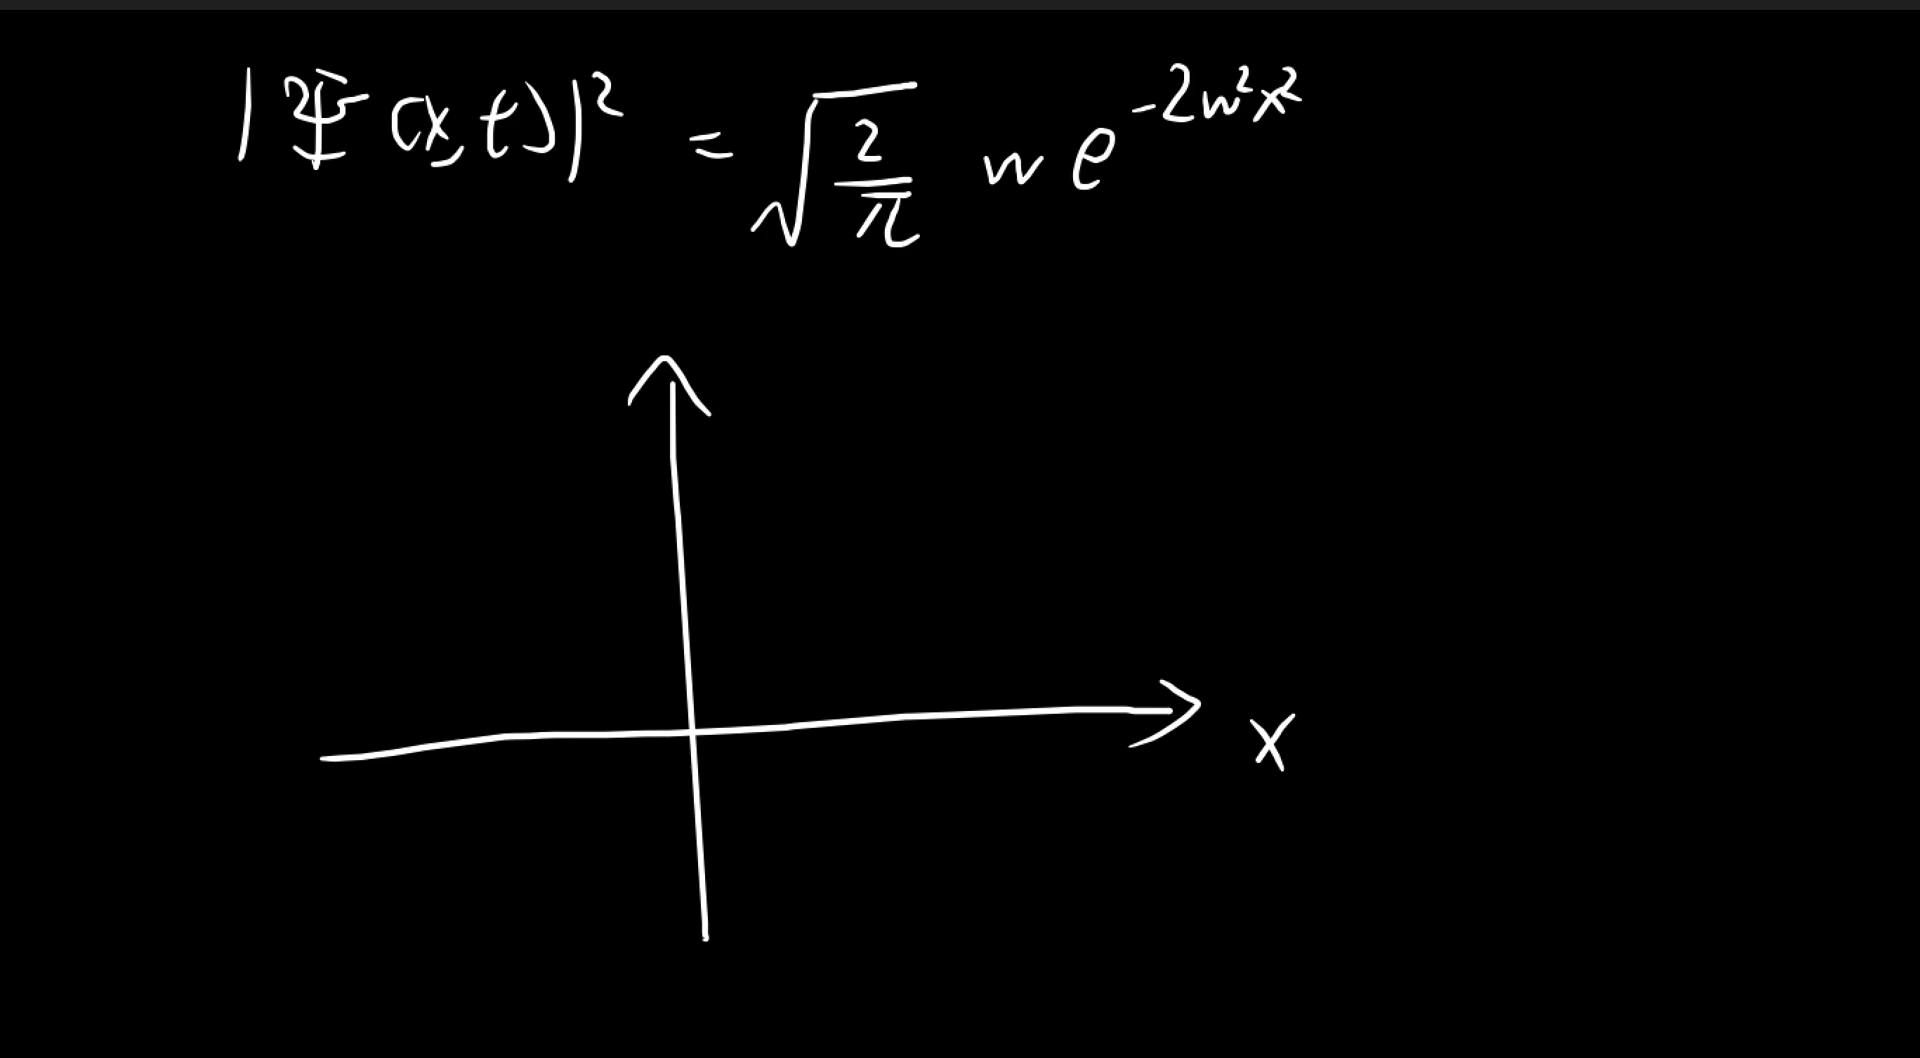 |Ψ(x,t)|² = √(2/π) w e^(-2w²x²)
x